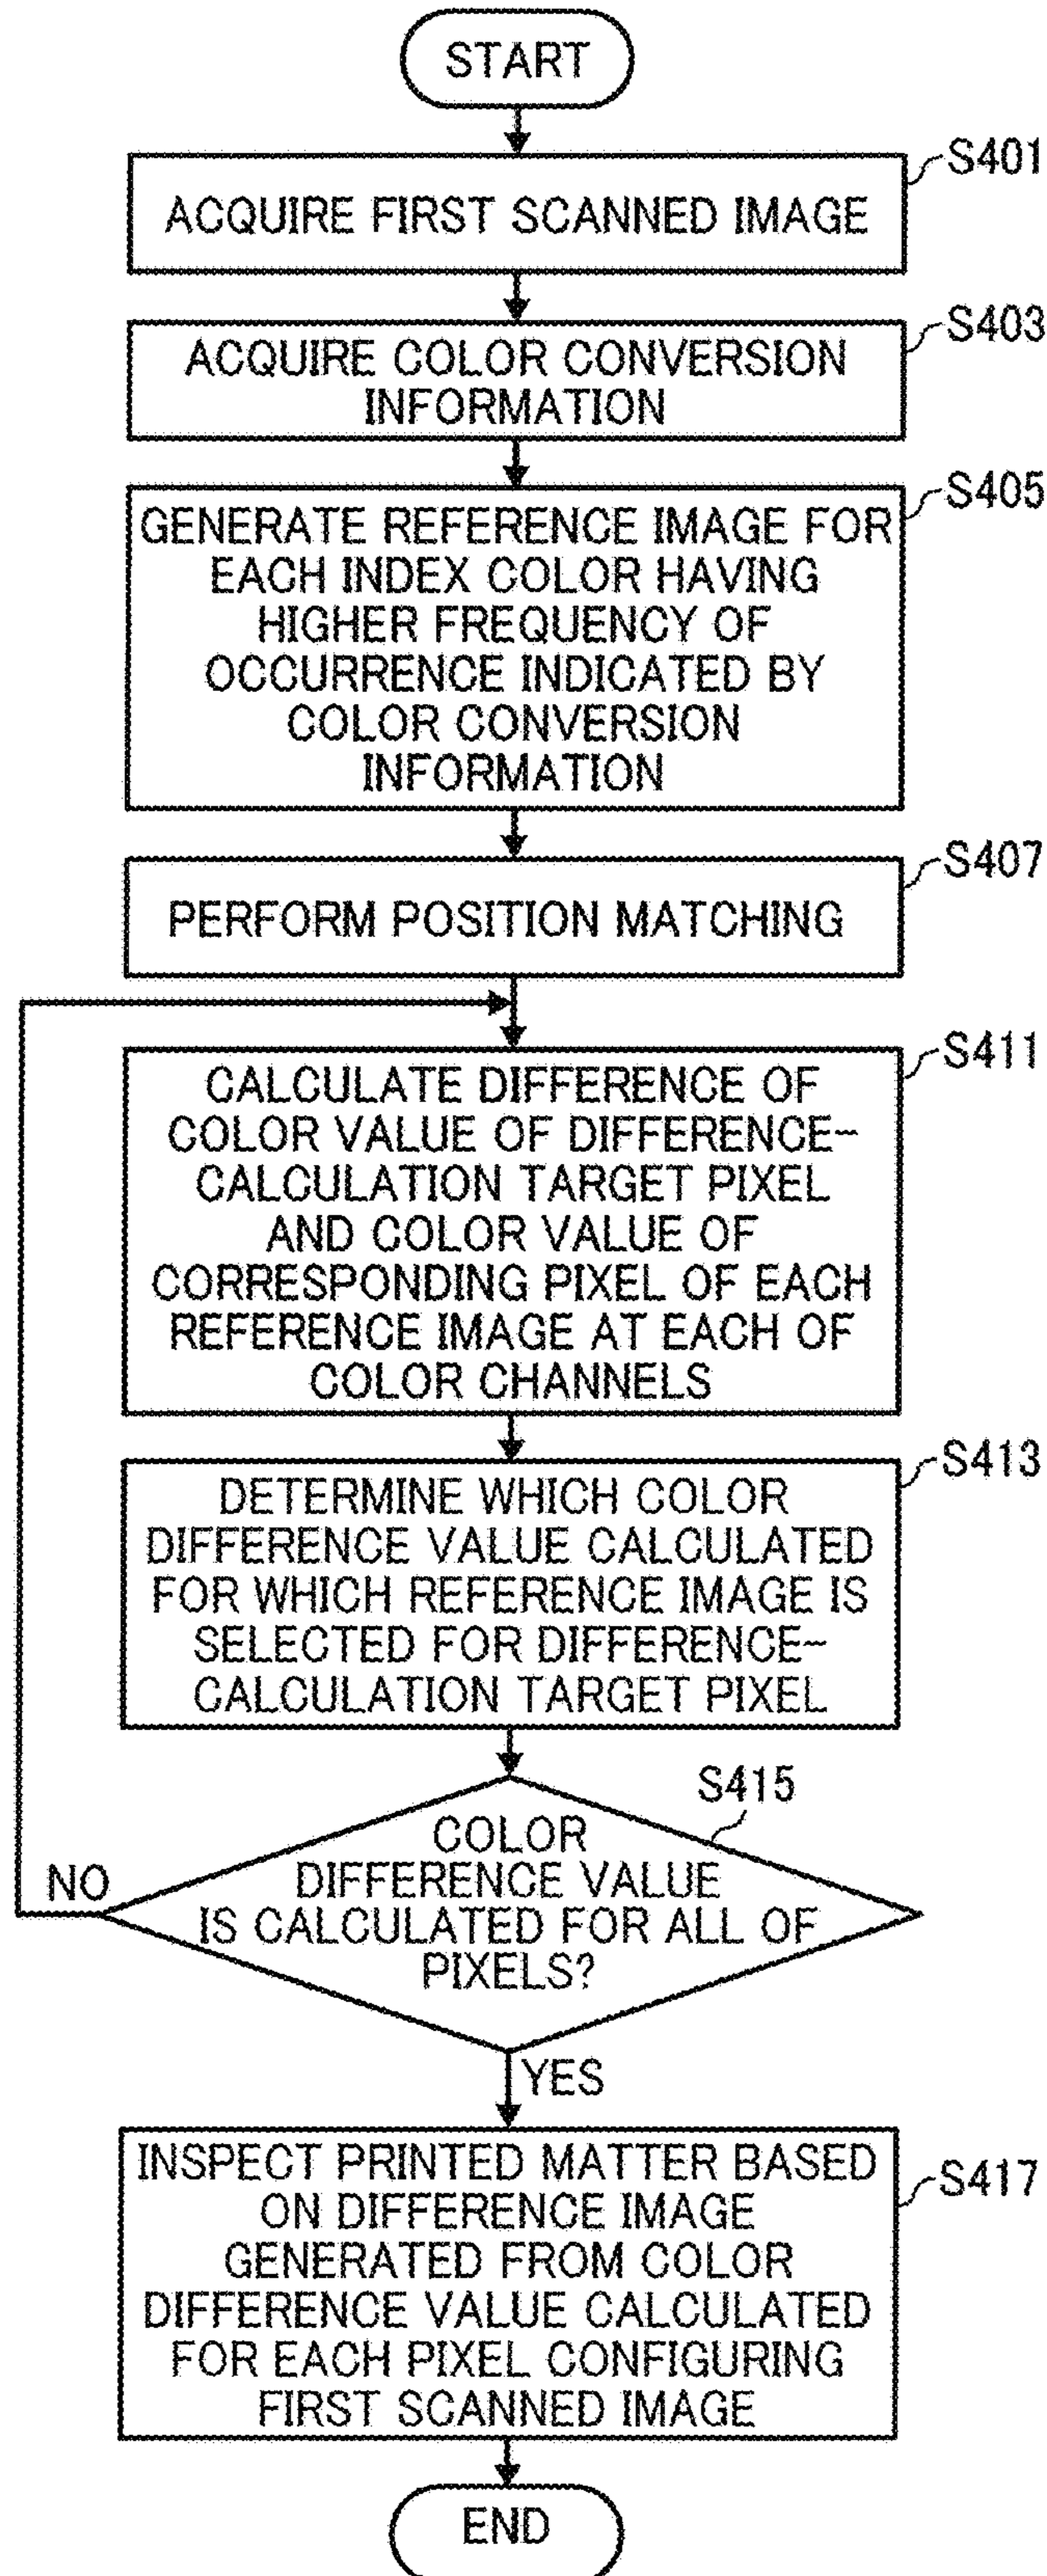 START
S401
ACQUIRE FIRST SCANNED IMAGE
S403
ACQUIRE COLOR CONVERSION
INFORMATION
S405
GENERATE REFERENCE IMAGE FOR
EACH INDEX COLOR HAVING
HIGHER FREQUENCY OF
OCCURRENCE INDICATED BY
COLOR CONVERSION
INFORMATION
S407
PERFORM POSITION MATCHING
S411
CALCULATE DIFFERENCE OF
COLOR VALUE OF DIFFERENCE-
CALCULATION TARGET PIXEL
AND COLOR VALUE OF
CORRESPONDING PIXEL OF EACH
REFERENCE IMAGE AT EACH OF
COLOR CHANNELS
S413
DETERMINE WHICH COLOR
DIFFERENCE VALUE CALCULATED
FOR WHICH REFERENCE IMAGE IS
SELECTED FOR DIFFERENCE-
CALCULATION TARGET PIXEL
S415
COLOR
DIFFERENCE VALUE
IS CALCULATED FOR ALL OF
PIXELS?
NO
YES
S417
INSPECT PRINTED MATTER BASED
ON DIFFERENCE IMAGE
GENERATED FROM COLOR
DIFFERENCE VALUE CALCULATED
FOR EACH PIXEL CONFIGURING
FIRST SCANNED IMAGE
END